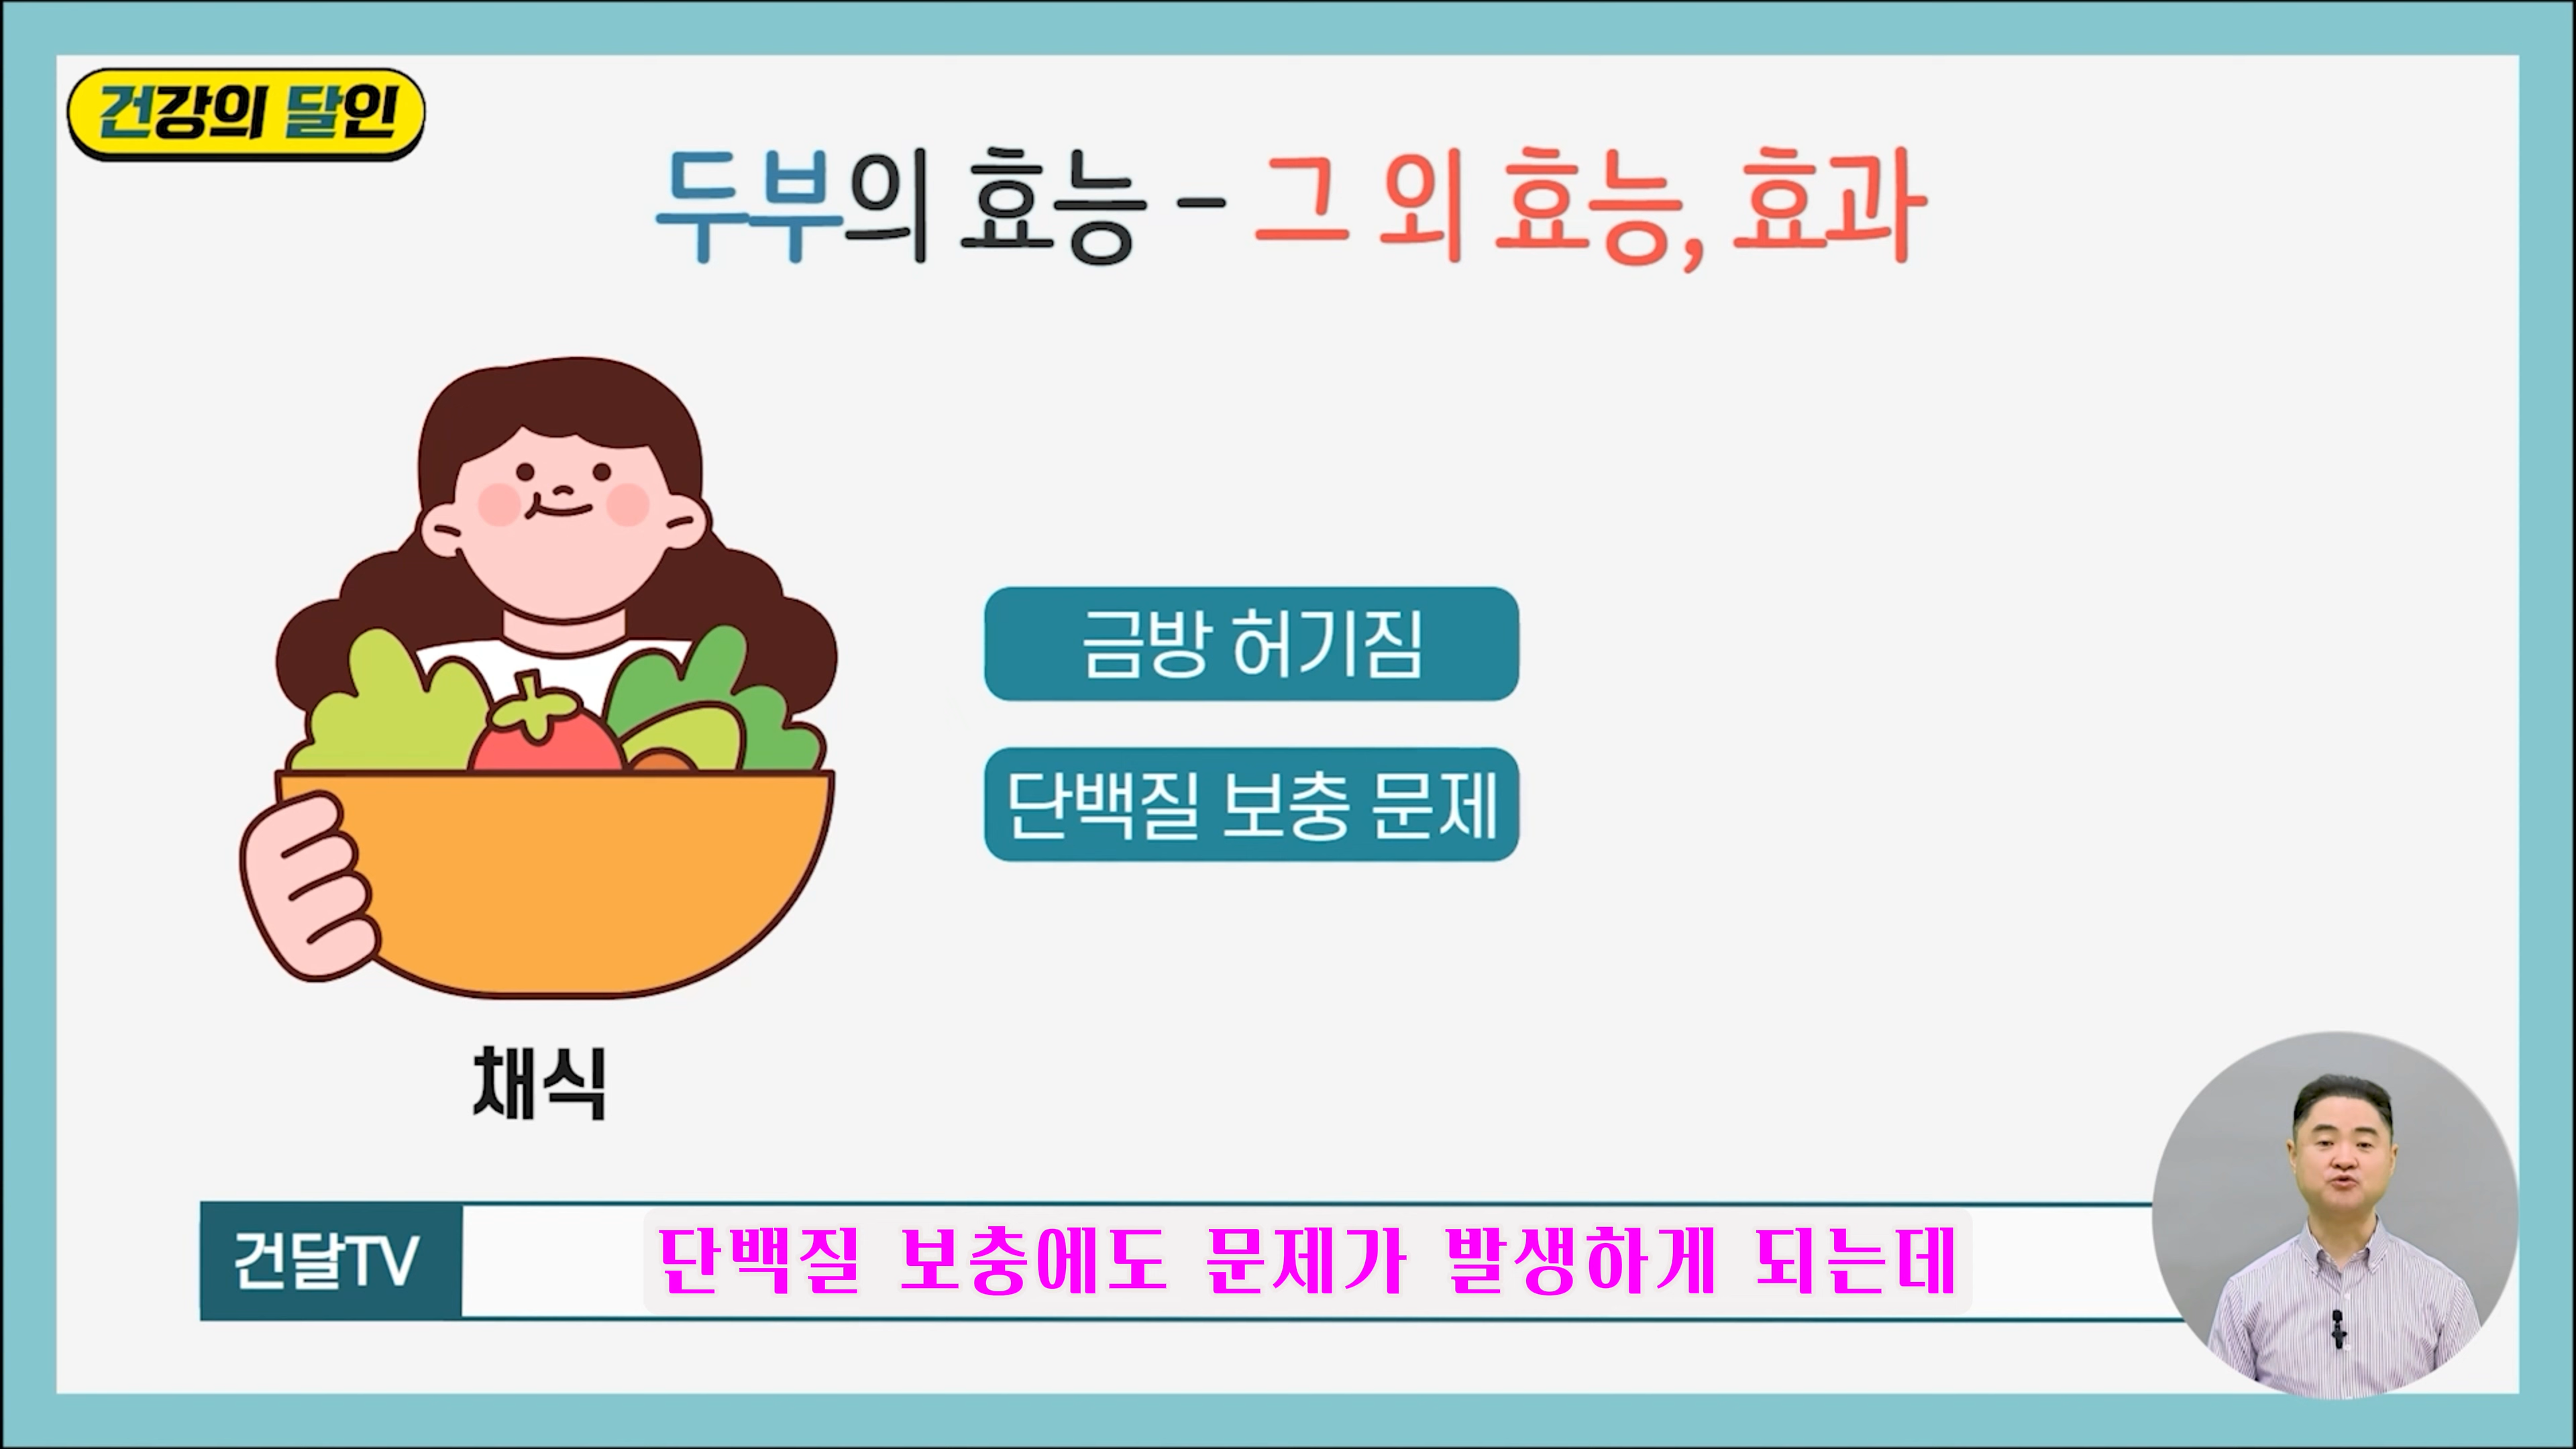 건강의 달인
두부의 효능 - 그 외 효능, 효과
금방 허기짐
단백질 보충 문제
채식
건달TV
단백질 보충에도 문제가 발생하게 되는데